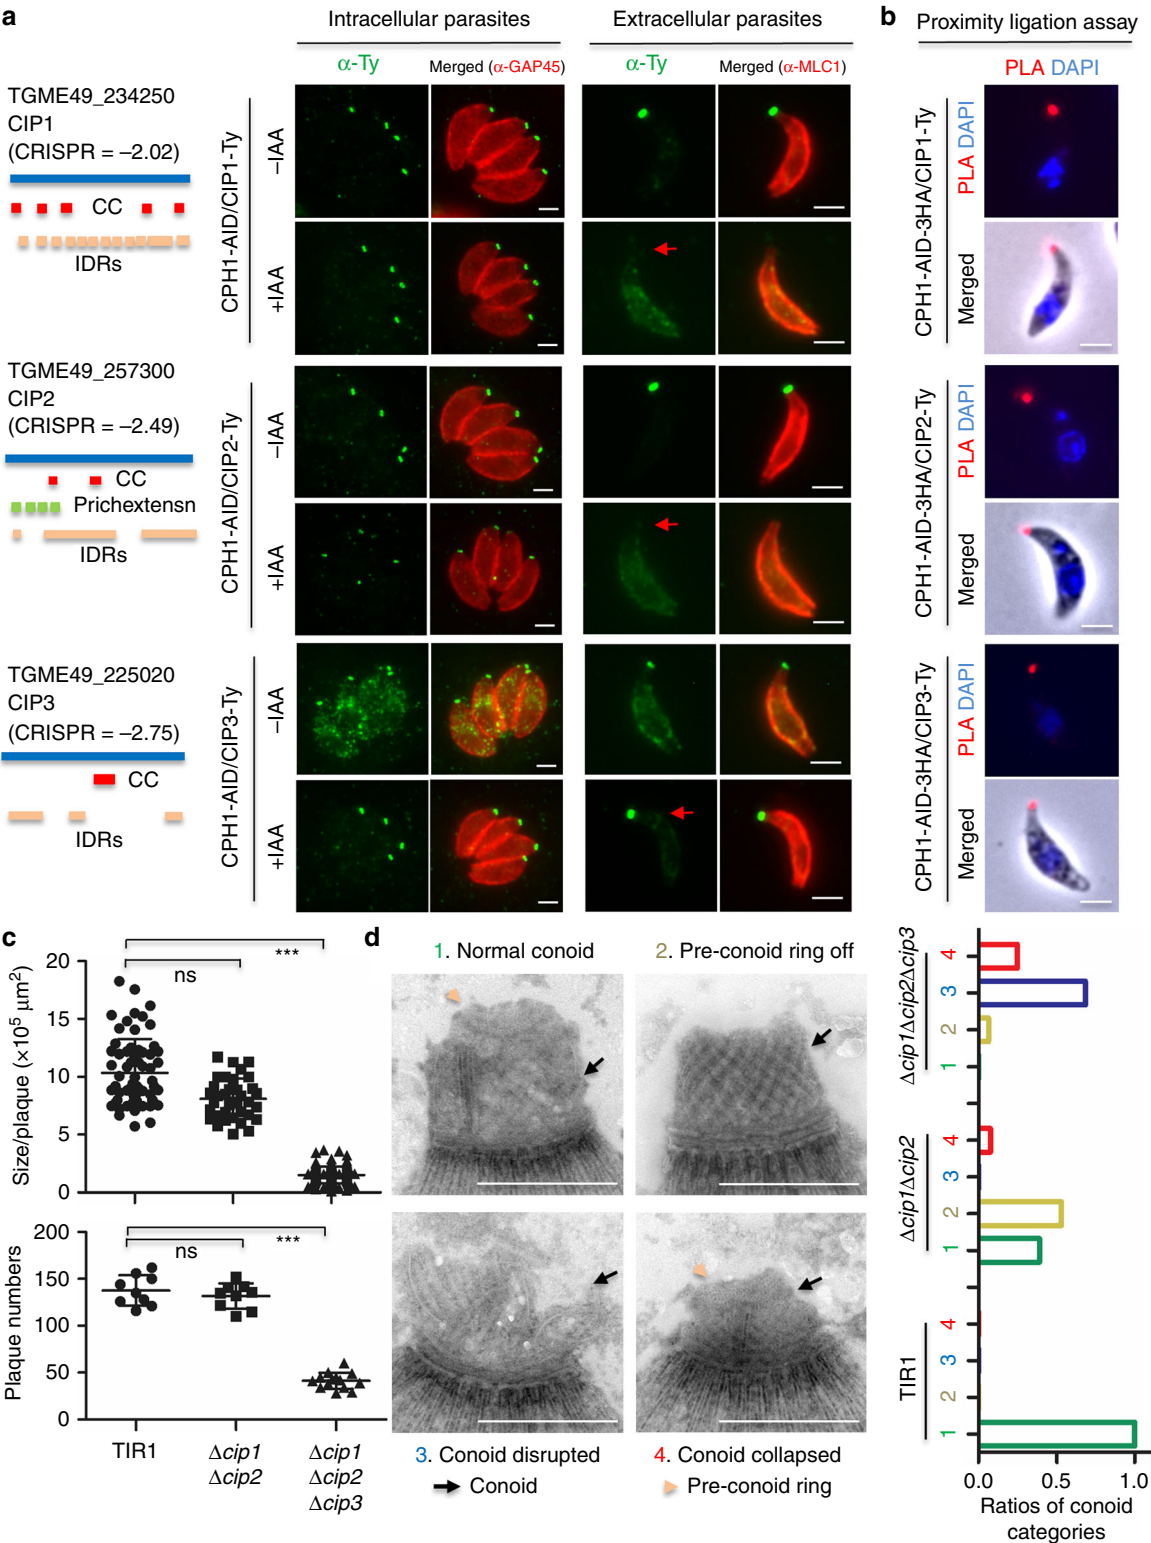 a
Intracellular parasites
Extracellular parasites
α-Ty
Merged (α-GAP45)
α-Ty
Merged (α-MLC1)
TGME49_234250
CIP1
(CRISPR = –2.02)
CC
IDRs
CPH1-AID/CIP1-Ty
–IAA
+IAA
TGME49_257300
CIP2
(CRISPR = –2.49)
CC
Prichextensn
IDRs
CPH1-AID/CIP2-Ty
–IAA
+IAA
TGME49_225020
CIP3
(CRISPR = –2.75)
CC
IDRs
CPH1-AID/CIP3-Ty
–IAA
+IAA
b
Proximity ligation assay
PLA DAPI
CPH1-AID-3HA/CIP1-Ty
PLA DAPI
Merged
CPH1-AID-3HA/CIP2-Ty
PLA DAPI
Merged
CPH1-AID-3HA/CIP3-Ty
PLA DAPI
Merged
c
Size/plaque (×10⁵ μm²)
20
15
10
5
0
ns
***
Plaque numbers
200
150
100
50
0
ns
***
TIR1
Δcip1
Δcip2
Δcip1
Δcip2
Δcip3
d
1. Normal conoid
2. Pre-conoid ring off
3. Conoid disrupted
4. Conoid collapsed
Conoid
Pre-conoid ring
Δcip1Δcip2Δcip3
4
3
2
1
Δcip1Δcip2
4
3
2
1
TIR1
4
3
2
1
0.0
0.5
1.0
Ratios of conoid
categories